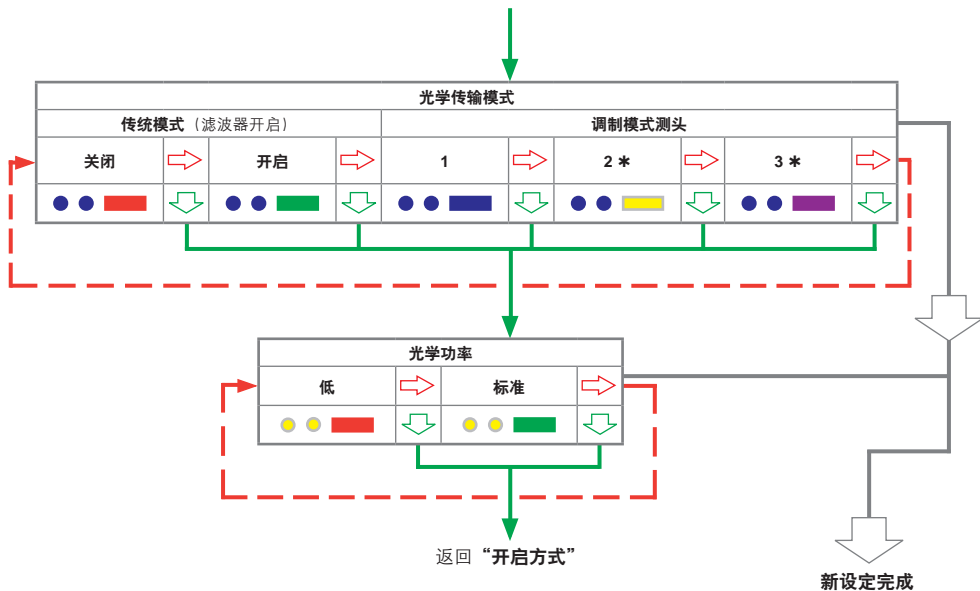 光学传输模式
传统模式（滤波器开启） 调制模式测头
关闭 开启 1 2 * 3 *
光学功率
低 标准
返回“开启方式”
新设定完成